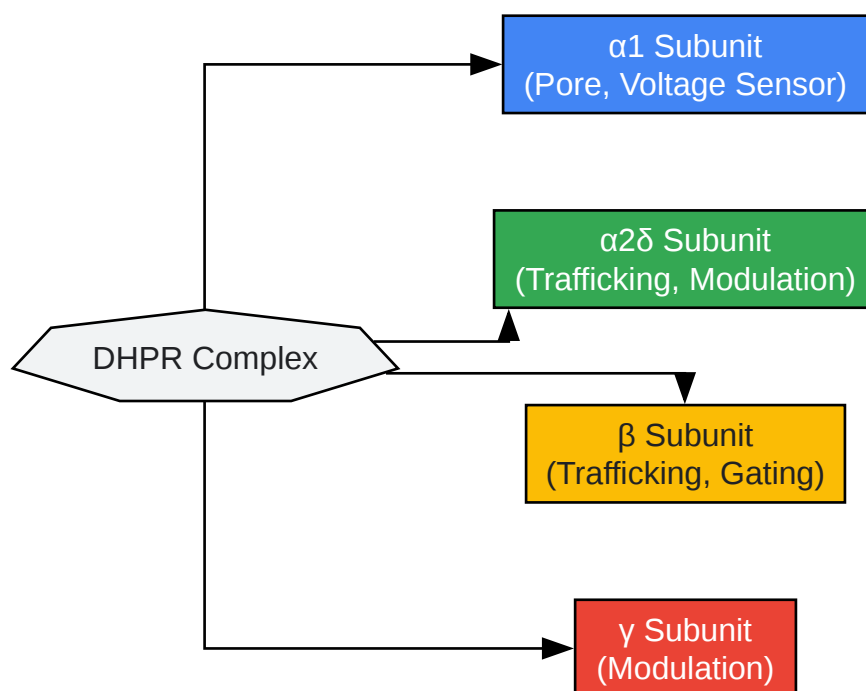 α1 Subunit
(Pore, Voltage Sensor)
α2δ Subunit
(Trafficking, Modulation)
DHPR Complex
β Subunit
(Trafficking, Gating)
γ Subunit
(Modulation)